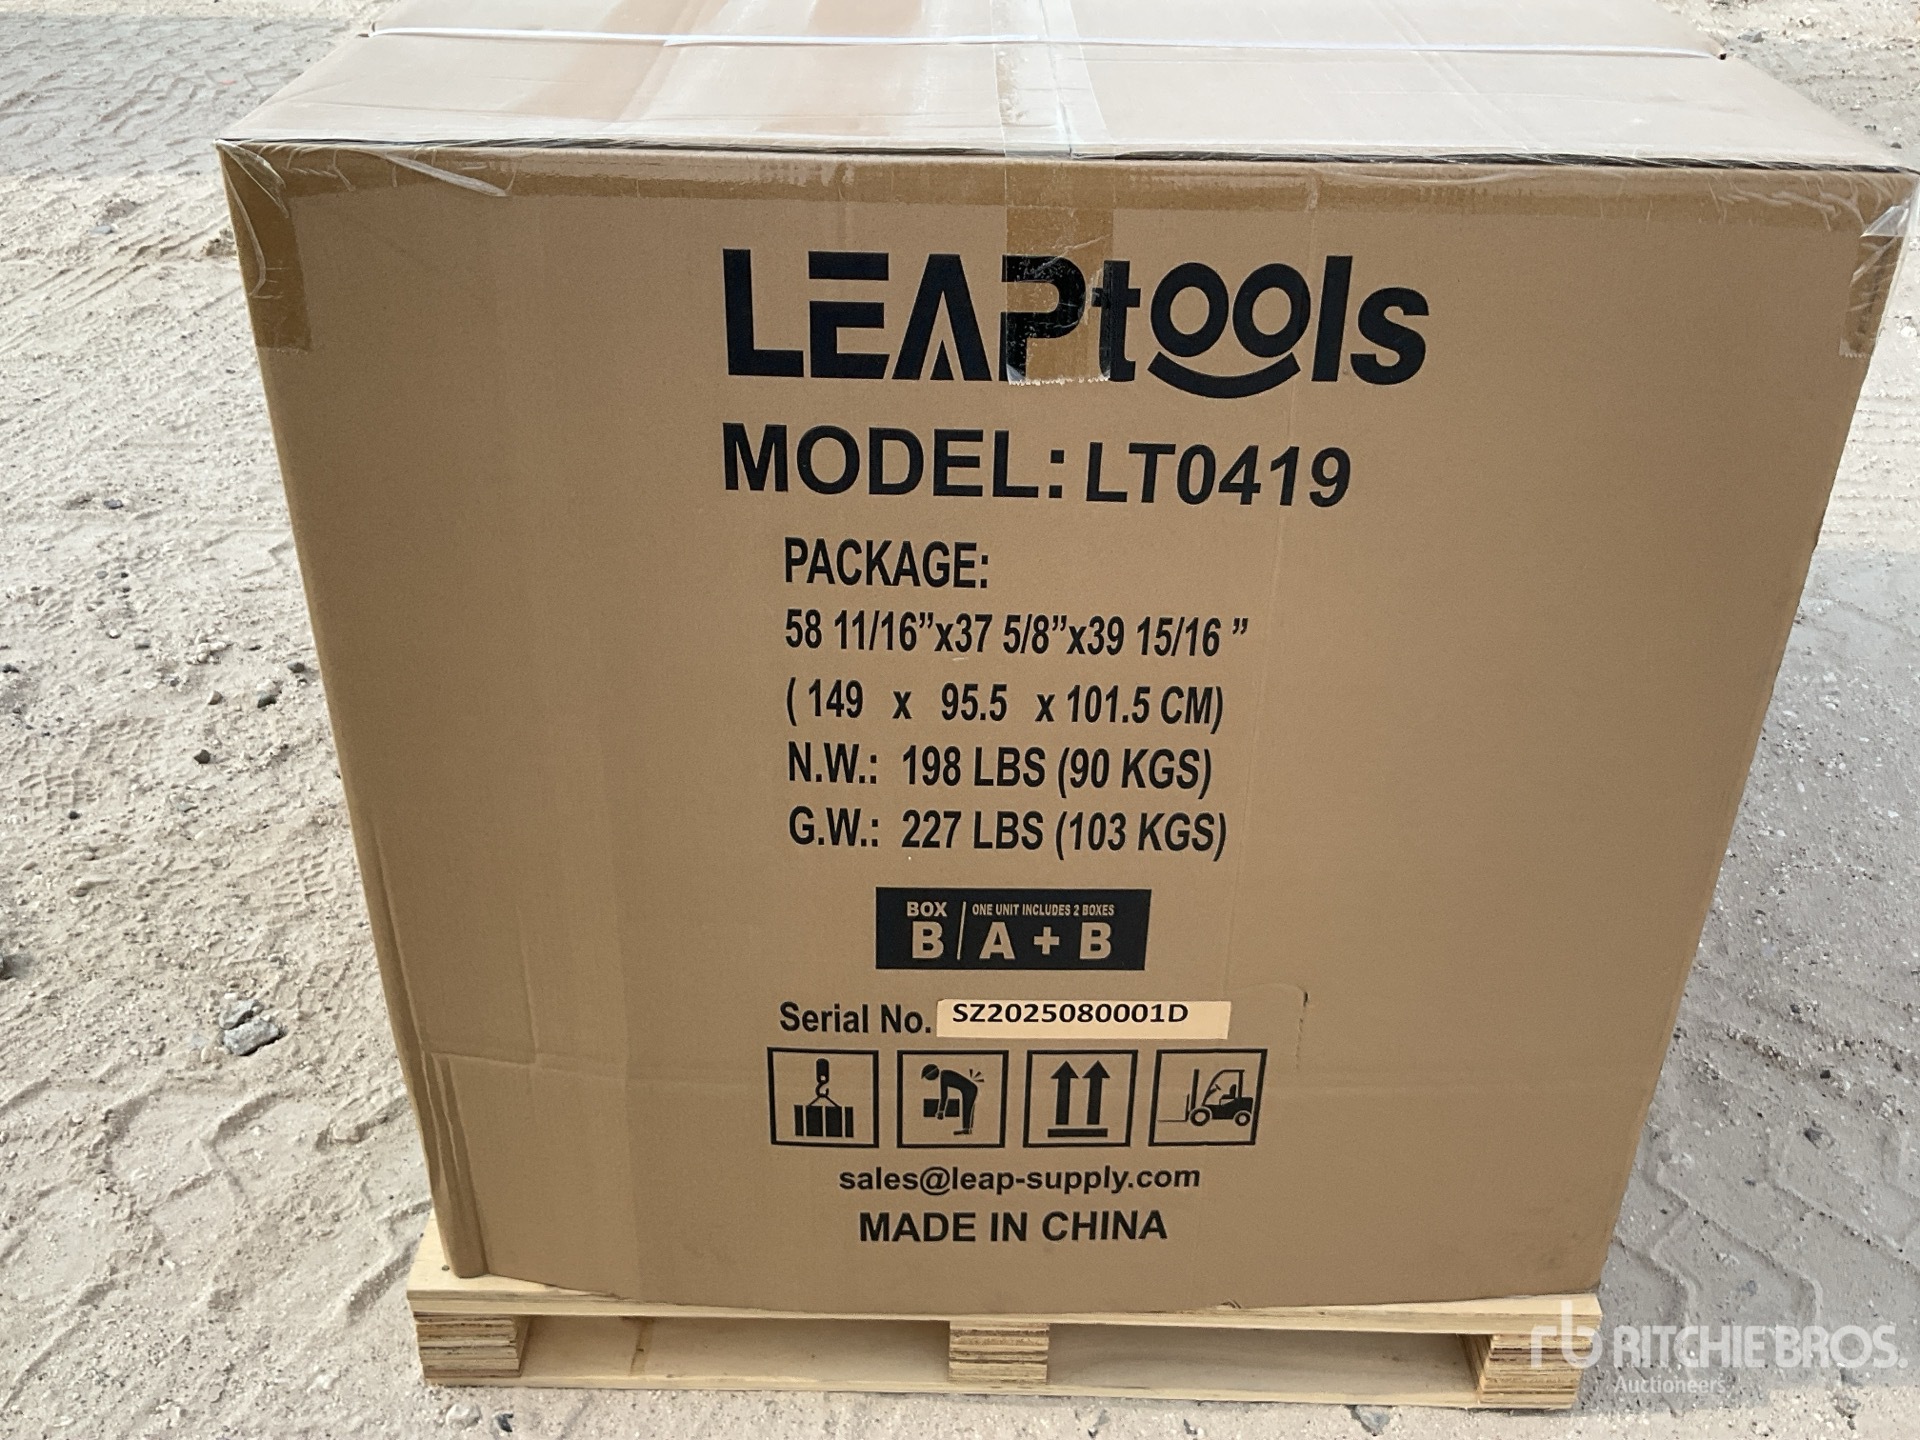 LEAPtools
MODEL: LT0419
PACKAGE:
58 11/16”x37 5/8”x39 15/16 ”
( 149 x 95.5 x 101.5 CM)
N.W.: 198 LBS (90 KGS)
G.W.: 227 LBS (103 KGS)
BOX B / ONE UNIT INCLUDES 2 BOXES
A + B
Serial No. SZ2025080001D
sales@leap-supply.com
MADE IN CHINA
rb RITCHIE BROS.
Auctioneers